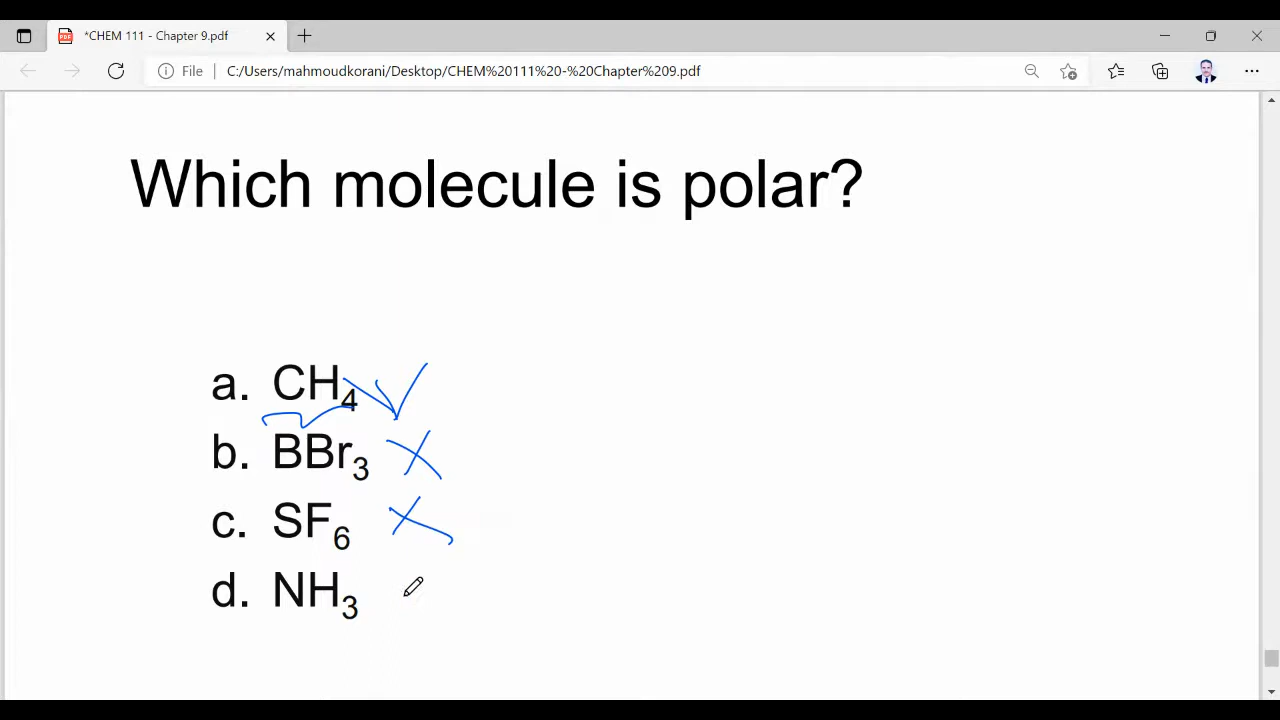 *CHEM 111 - Chapter 9.pdf
File C:/Users/mahmoudkorani/Desktop/CHEM%20111%20-%20Chapter%209.pdf
Which molecule is polar?
a. CH₄
b. BBr₃
c. SF₆
d. NH₃